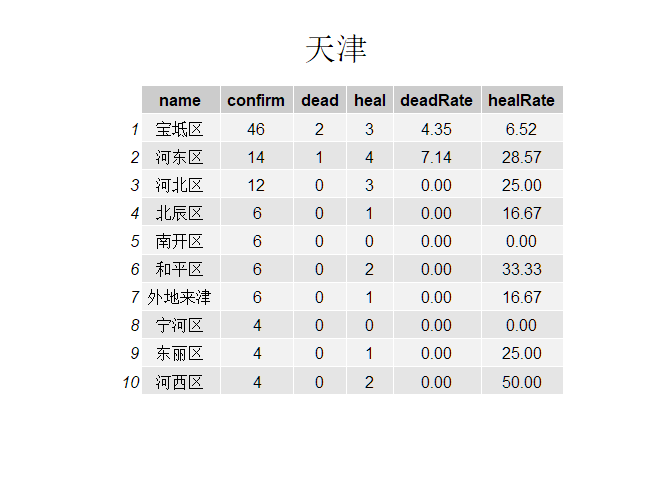 天津
name confirm dead heal deadRate healRate
1 宝坻区 46 2 3 4.35 6.52
2 河东区 14 1 4 7.14 28.57
3 河北区 12 0 3 0.00 25.00
4 北辰区 6 0 1 0.00 16.67
5 南开区 6 0 0 0.00 0.00
6 和平区 6 0 2 0.00 33.33
7 外地来津 6 0 1 0.00 16.67
8 宁河区 4 0 0 0.00 0.00
9 东丽区 4 0 1 0.00 25.00
10 河西区 4 0 2 0.00 50.00